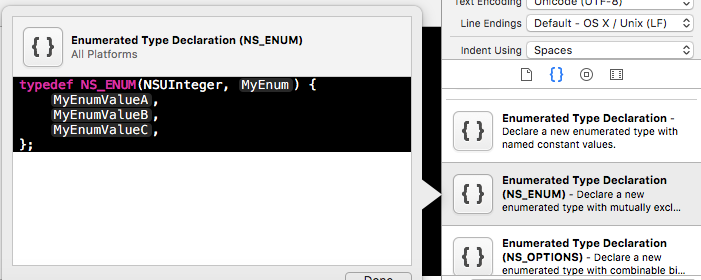 Text Encoding Unicode (UTF-8)
Line Endings Default - OS X / Unix (LF)
Indent Using Spaces
Enumerated Type Declaration (NS_ENUM)
All Platforms
typedef NS_ENUM(NSUInteger, MyEnum) {
MyEnumValueA,
MyEnumValueB,
MyEnumValueC,
};
Done
Enumerated Type Declaration -
Declare a new enumerated type with
named constant values.
Enumerated Type Declaration
(NS_ENUM) - Declare a new
enumerated type with mutually excl...
Enumerated Type Declaration
(NS_OPTIONS) - Declare a new
enumerated type with combinable bi...